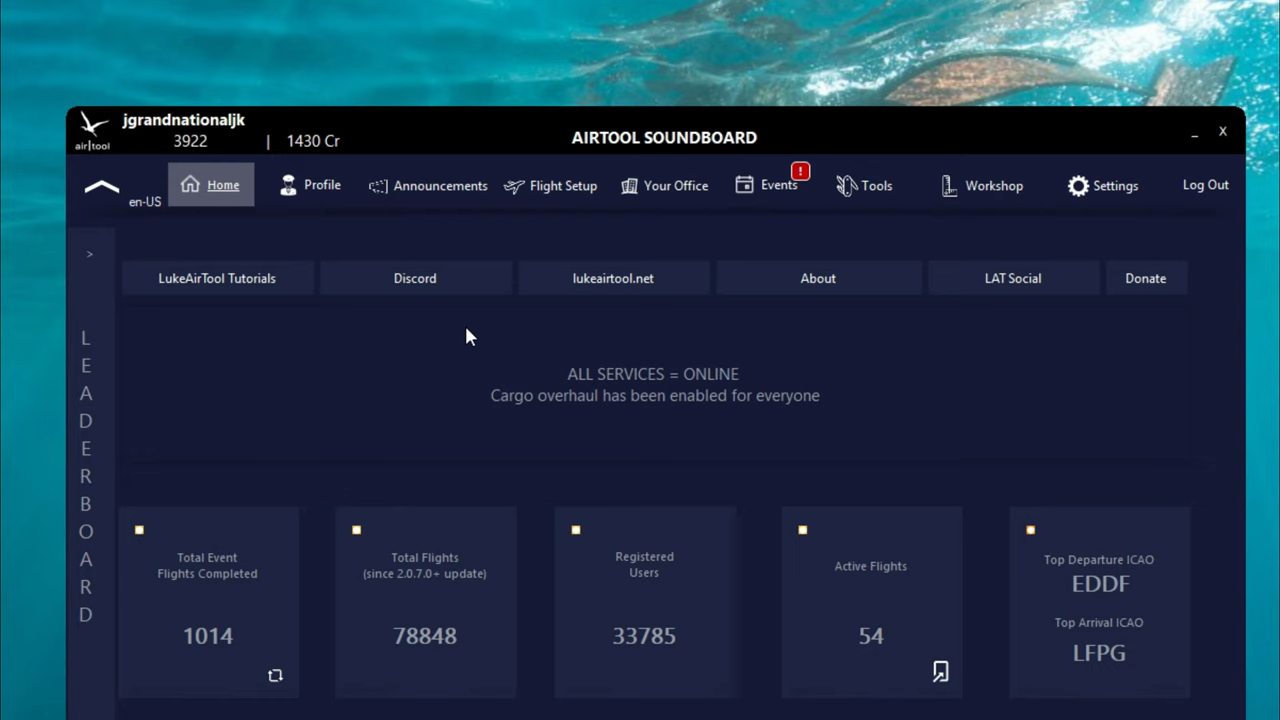 jgrandnationaljk
air|tool
3922 | 1430 Cr
AIRTOOL SOUNDBOARD
_ X
en-US
Home
Profile
Announcements
Flight Setup
Your Office
Events
!
Tools
Workshop
Settings
Log Out
>
LEADERBOARD
LukeAirTool Tutorials
Discord
lukeairtool.net
About
LAT Social
Donate
ALL SERVICES = ONLINE
Cargo overhaul has been enabled for everyone
Total Event
Flights Completed
1014
Total Flights
(since 2.0.7.0+ update)
78848
Registered
Users
33785
Active Flights
54
Top Departure ICAO
EDDF
Top Arrival ICAO
LFPG